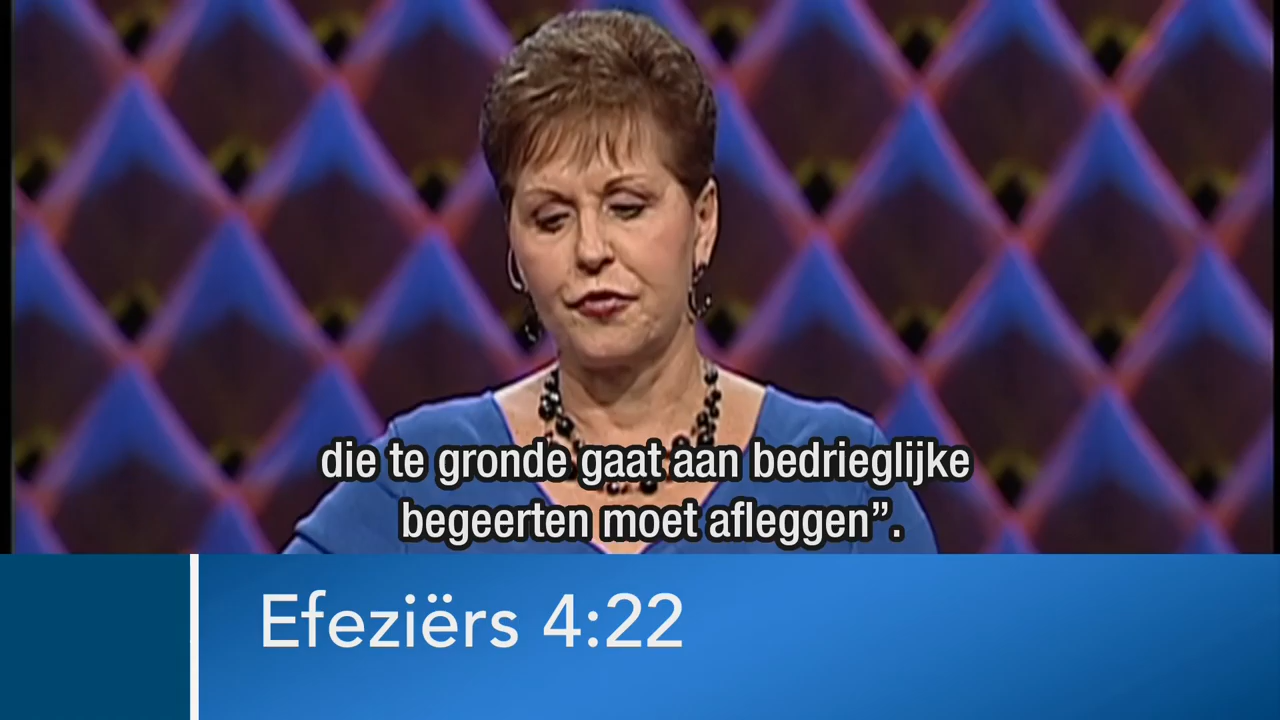 die te gronde gaat aan bedrieglijke
begeerten moet afleggen”.
Efeziërs 4:22